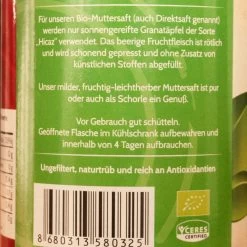 Für unseren Bio-Muttersaft (auch Direktsaft genannt)
werden nur sonnengereifte Granatäpfel der Sorte
„Hicaz" verwendet. Das beerige Fruchtfleisch ist rötlich
und wird schonend gepresst und ohne Zusatz von
künstlichen Stoffen abgefüllt.
Unser milder, fruchtig-leichtherber Muttersaft ist pur
oder auch als Schorle ein Genuß.
Vor Gebrauch gut schütteln.
Geöffnete Flasche im Kühlschrank aufbewahren und
innerhalb von 4 Tagen aufbrauchen.
Ungefiltert, naturtrüb und reich an Antioxidantien
8 680313 580325
CERES
CERTIFIED